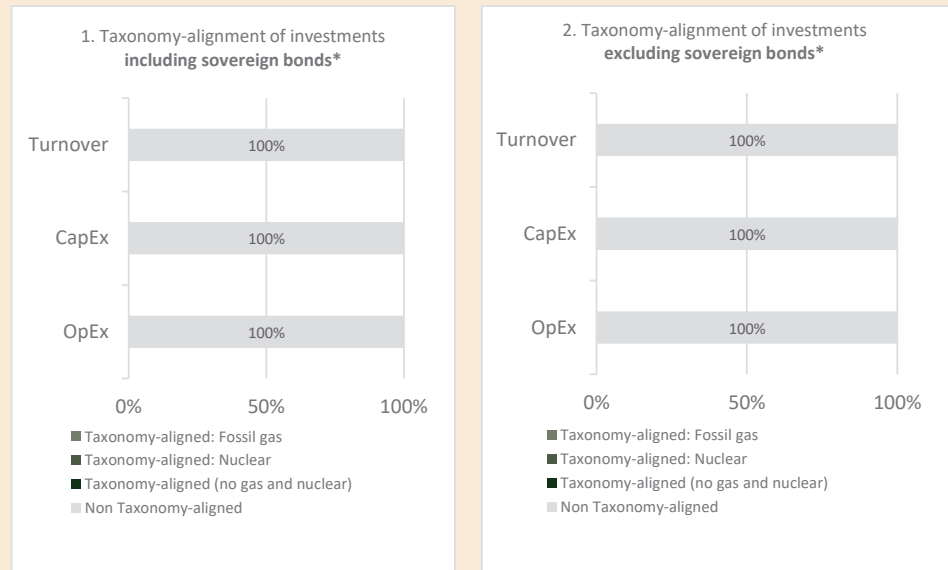 1. Taxonomy-alignment of investments
including sovereign bonds*
Turnover
100%
CapEx
100%
OpEx
100%
0%
50%
100%
Taxonomy-aligned: Fossil gas
Taxonomy-aligned: Nuclear
Taxonomy-aligned (no gas and nuclear)
Non Taxonomy-aligned
2. Taxonomy-alignment of investments
excluding sovereign bonds*
Turnover
100%
CapEx
100%
OpEx
100%
0%
50%
100%
Taxonomy-aligned: Fossil gas
Taxonomy-aligned: Nuclear
Taxonomy-aligned (no gas and nuclear)
Non Taxonomy-aligned